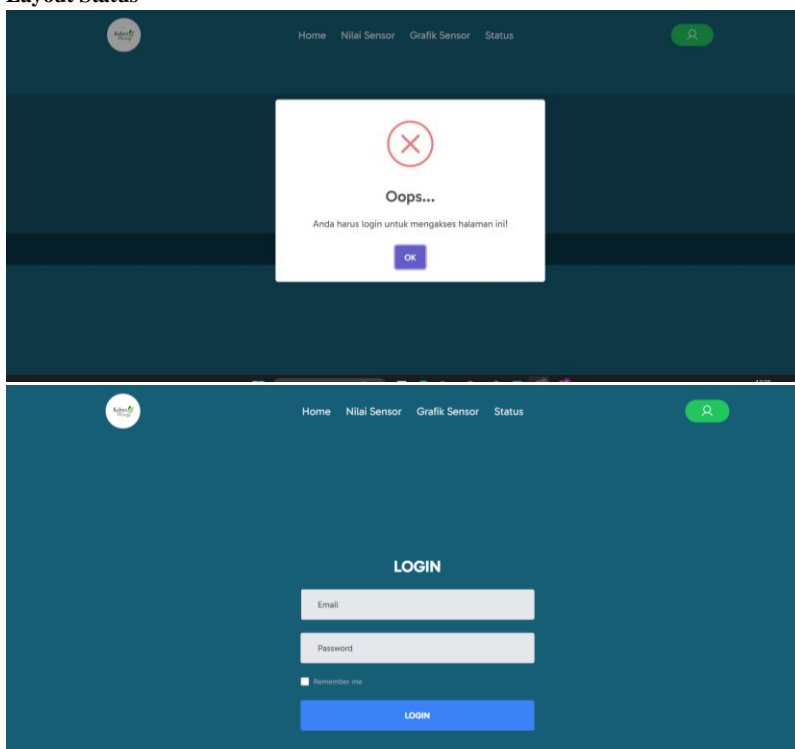 Layout Status
Home Nilai Sensor Grafik Sensor Status
Oops...
Anda harus login untuk mengakses halaman ini!
OK
Home Nilai Sensor Grafik Sensor Status
LOGIN
Email
Password
Remember me
LOGIN